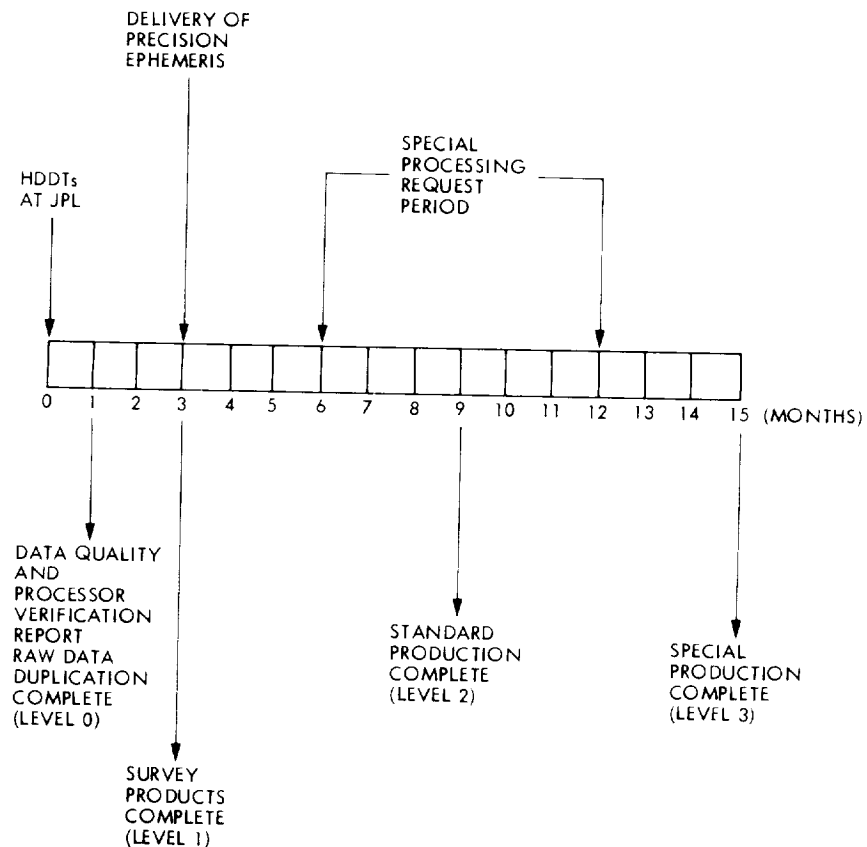 DELIVERY OF
PRECISION
EPHEMERIS
SPECIAL
PROCESSING
REQUEST
PERIOD
HDDTs
AT JPL
0 1 2 3 4 5 6 7 8 9 10 11 12 13 14 15 (MONTHS)
DATA QUALITY
AND
PROCESSOR
VERIFICATION
REPORT
RAW DATA
DUPLICATION
COMPLETE
(LEVEL 0)
STANDARD
PRODUCTION
COMPLETE
(LEVEL 2)
SPECIAL
PRODUCTION
COMPLETE
(LEVEL 3)
SURVEY
PRODUCTS
COMPLETE
(LEVEL 1)